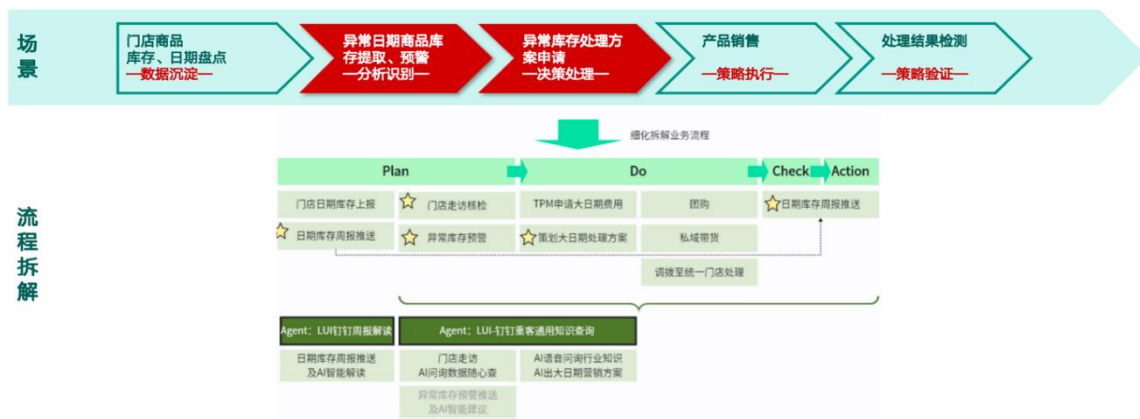 场
景
门店商品
库存、日期盘点
—数据沉淀—
异常日期商品库
存提取、预警
—分析识别—
异常库存处理方
案申请
—决策处理—
产品销售
—策略执行—
处理结果检测
—策略验证—
细化拆解业务流程
Plan
Do
Check
Action
流
程
拆
解
门店日期库存上报
门店走访核检
TPM申请大日期费用
团购
日期库存周报推送
日期库存周报推送
异常库存预警
策划大日期处理方案
私域带货
调拨至统一门店处理
Agent：LUI钉钉周报解读
Agent：LUI-钉钉重客通用知识查询
日期库存周报推送
及AI智能解读
门店走访
AI问询数据随心查
AI语音问询行业知识
AI出大日期营销方案
异常库存预警推送
及AI智能建议